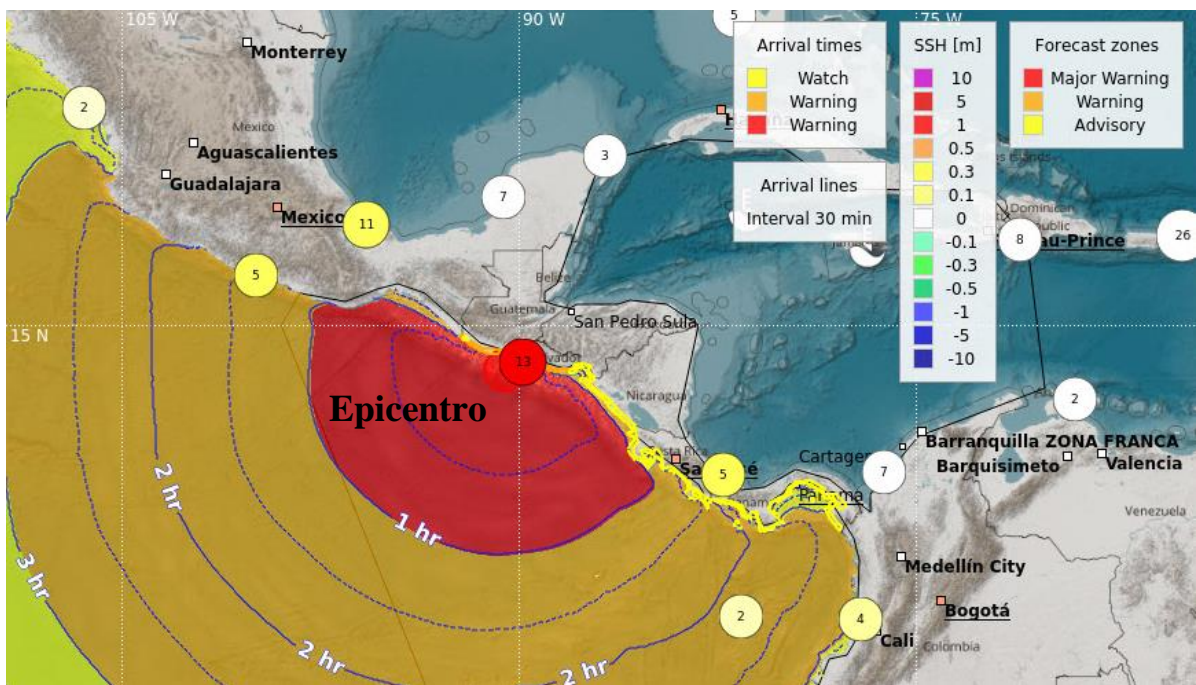 105 W
90 W
75 W
5
Arrival times
Watch
Warning
Warning
SSH [m]
10
5
1
0.5
0.3
0.1
0
-0.1
-0.3
-0.5
-1
-5
-10
Forecast zones
Major Warning
Warning
Advisory
Arrival lines
Interval 30 min
Monterrey
2
Mexico
Aguascalientes
Guadalajara
Mexico
11
7
3
Dominican
8
au-Prince
26
5
Belize
Guatemala
San Pedro Sula
15 N
13
Epicentro
Nicaragua
2
Barranquilla ZONA FRANCA
Cartagen
Barquisimeto
Valencia
5
7
Panama
Venezuela
1 hr
2 hr
Medellín City
3 hr
Bogotá
2
4
Cali
Colombia
2 hr
2 hr